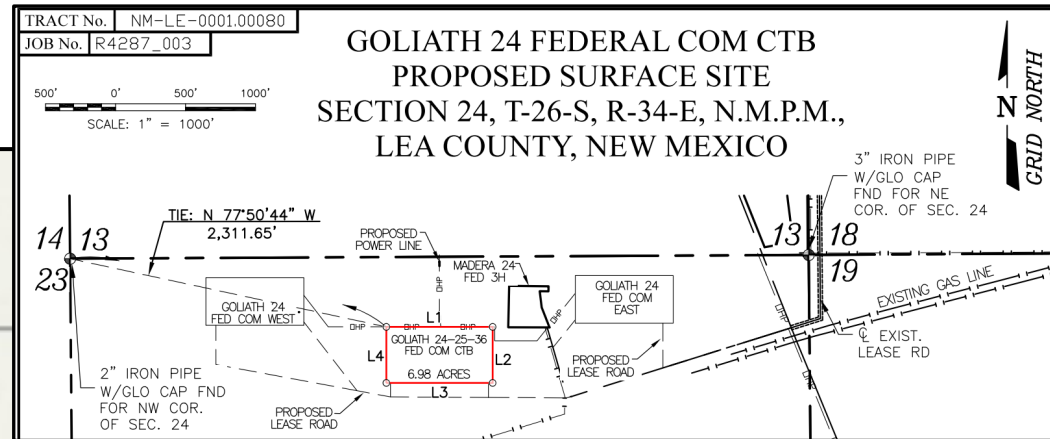 TRACT No. NM-LE-0001.00080
JOB No. R4287_003
GOLIATH 24 FEDERAL COM CTB
PROPOSED SURFACE SITE
SECTION 24, T-26-S, R-34-E, N.M.P.M.,
LEA COUNTY, NEW MEXICO
500' 0' 500' 1000'
SCALE: 1" = 1000'
N
GRID NORTH
3" IRON PIPE
W/GLO CAP
FND FOR NE
COR. OF SEC. 24
TIE: N 77°50'44" W
2,311.65'
PROPOSED
POWER LINE
14 13
23
13 18
19
MADERA 24
FED 3H
OHP
GOLIATH 24
FED COM WEST
GOLIATH 24
FED COM
EAST
EXISTING GAS LINE
OHP
OHP
L1
OHP
OHP
GOLIATH 24-25-36
FED COM CTB
6.98 ACRES
L4
L2
L3
℄ EXIST.
LEASE RD
PROPOSED
LEASE ROAD
OHP
2" IRON PIPE
W/GLO CAP FND
FOR NW COR.
OF SEC. 24
PROPOSED
LEASE ROAD